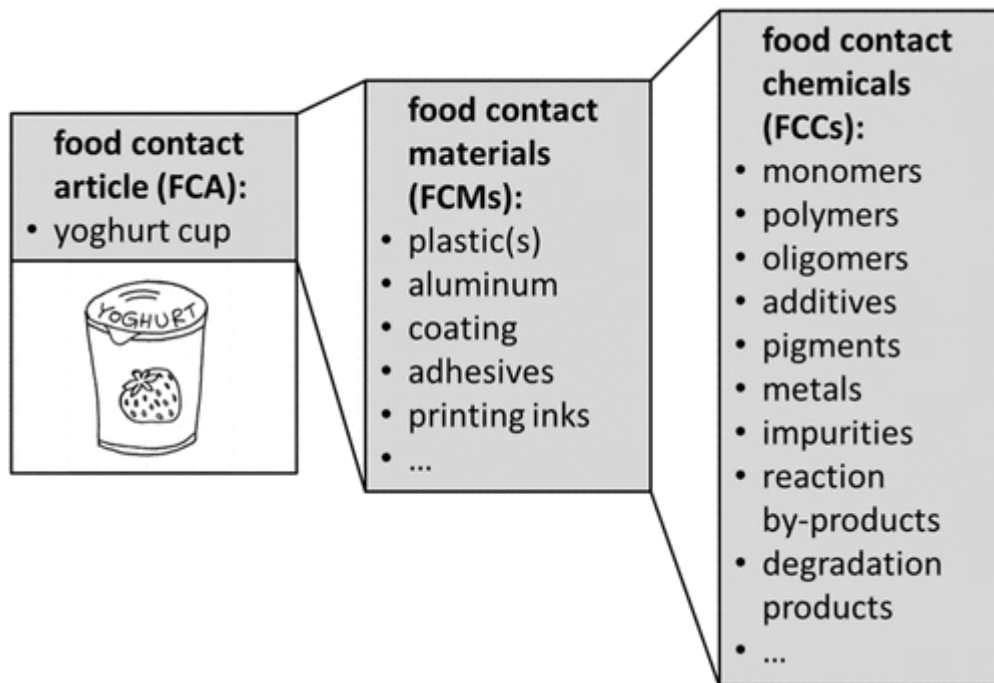 food contact
article (FCA):
• yoghurt cup
YOGHURT
food contact
materials
(FCMs):
• plastic(s)
• aluminum
• coating
• adhesives
• printing inks
• ...
food contact
chemicals
(FCCs):
• monomers
• polymers
• oligomers
• additives
• pigments
• metals
• impurities
• reaction
by-products
• degradation
products
• ...